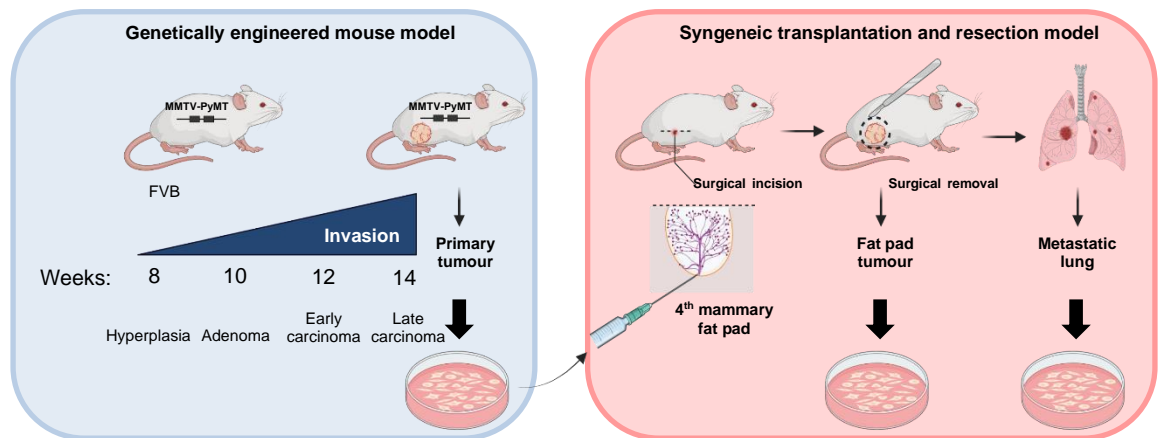 Genetically engineered mouse model
MMTV-PyMT
MMTV-PyMT
FVB
Invasion
Weeks:
8
10
12
14
Hyperplasia
Adenoma
Early
carcinoma
Late
carcinoma
Primary
tumour
Syngeneic transplantation and resection model
Surgical incision
Surgical removal
4th mammary
fat pad
Fat pad
tumour
Metastatic
lung